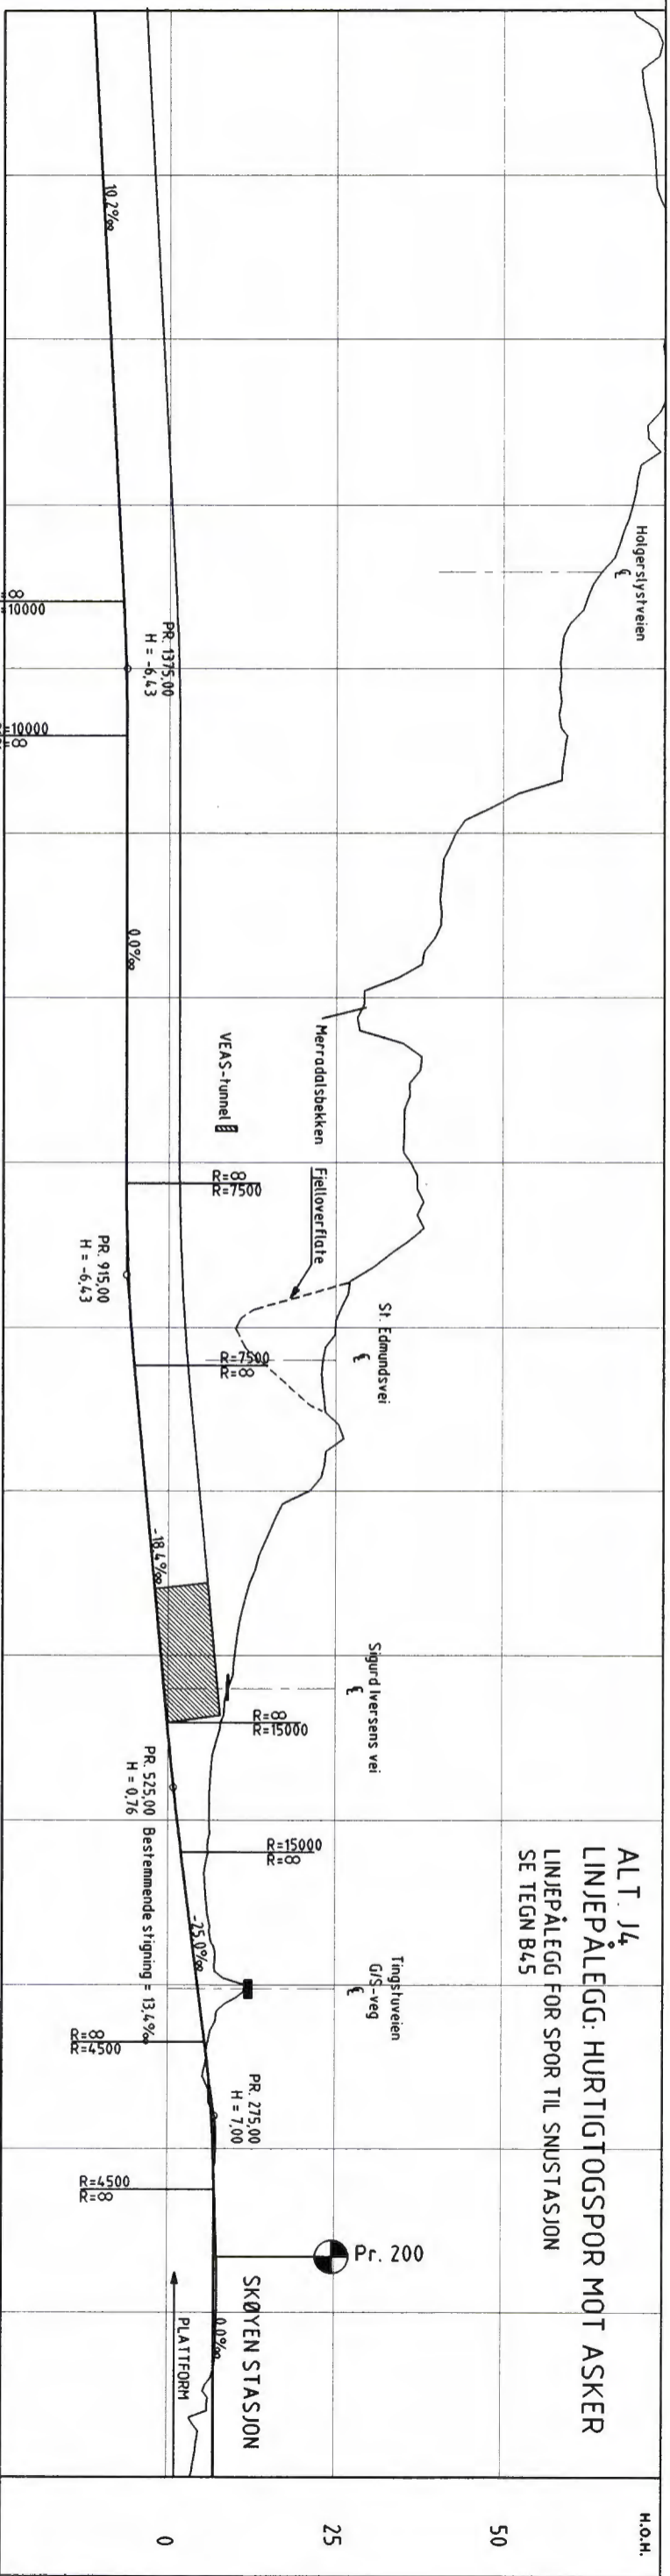 H.O.H.
50
25
0
ALT. J4
LINJEPÅLEGG: HURTIGTOGSPOR MOT ASKER
LINJEPÅLEGG FOR SPOR TIL SNUSTASJON
SE TEGN B45
Holgerslystveien
℄
10.2‰
=∞
=10000
PR. 1375,00
H = -6,43
=10000
=∞
0.0‰
Merradalsbekken
VEAS-tunnel
Fjelloverflate
R=∞
R=7500
PR. 915,00
H = -6,43
St. Edmundsvei
℄
R=7500
R=∞
-18.4‰
Sigurd Iversens vei
℄
R=∞
R=15000
PR. 525,00
H = 0,76
Bestemmende stigning = 13,4‰
R=15000
R=∞
-25.0‰
Tingstuveien
G/S-veg
℄
R=∞
R=4500
PR. 275,00
H = 7,00
R=4500
R=∞
Pr. 200
SKØYEN STASJON
0.0‰
PLATTFORM